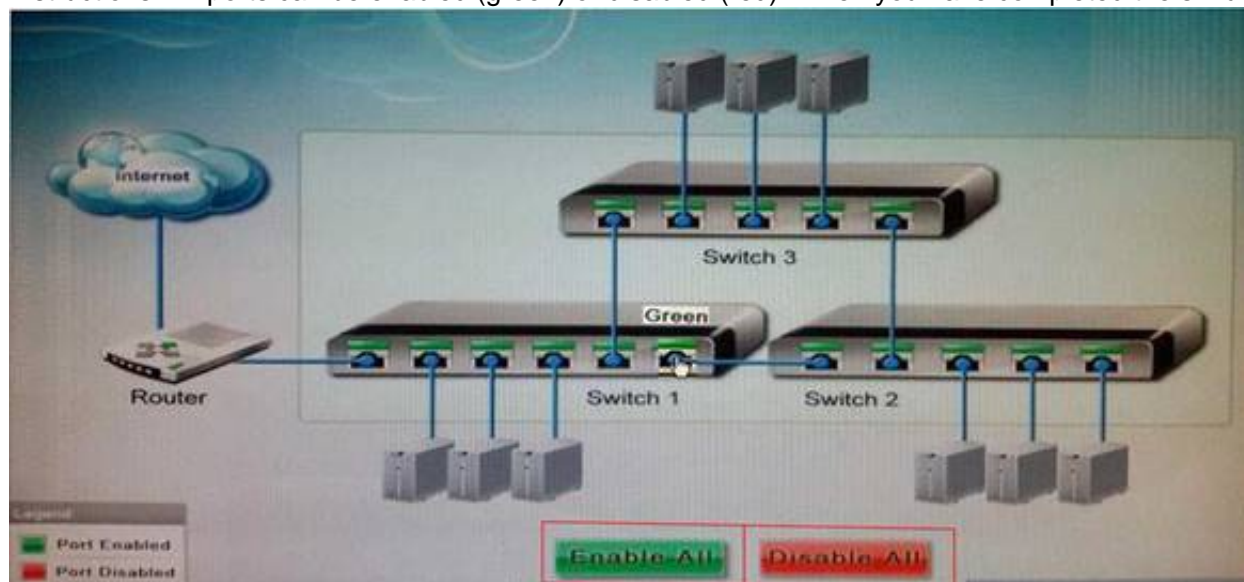 internet
Switch 3
Green
Router
Switch 1
Switch 2
Legend
Port Enabled
Port Disabled
Enable All
Disable All